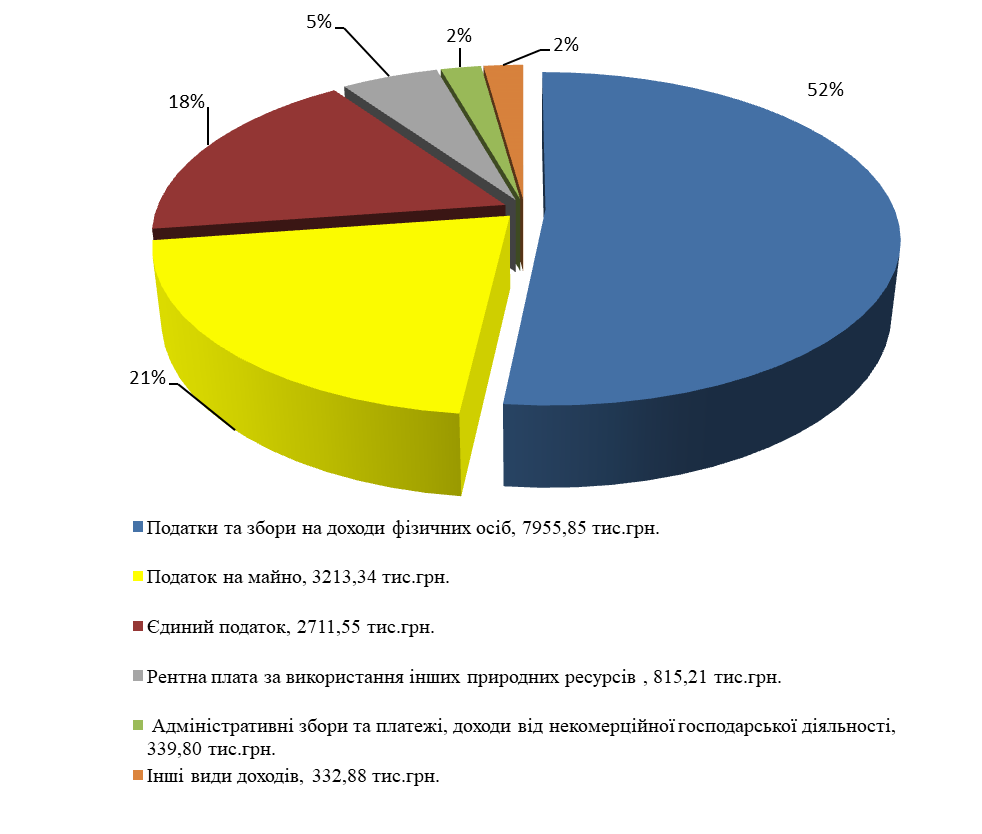 5%
2%
2%
52%
18%
21%
Податки та збори на доходи фізичних осіб, 7955,85 тис.грн.
Податок на майно, 3213,34 тис.грн.
Єдиний податок, 2711,55 тис.грн.
Рентна плата за використання інших природних ресурсів , 815,21 тис.грн.
Адміністративні збори та платежі, доходи від некомерційної господарської діяльності,
339,80 тис.грн.
Інші види доходів, 332,88 тис.грн.